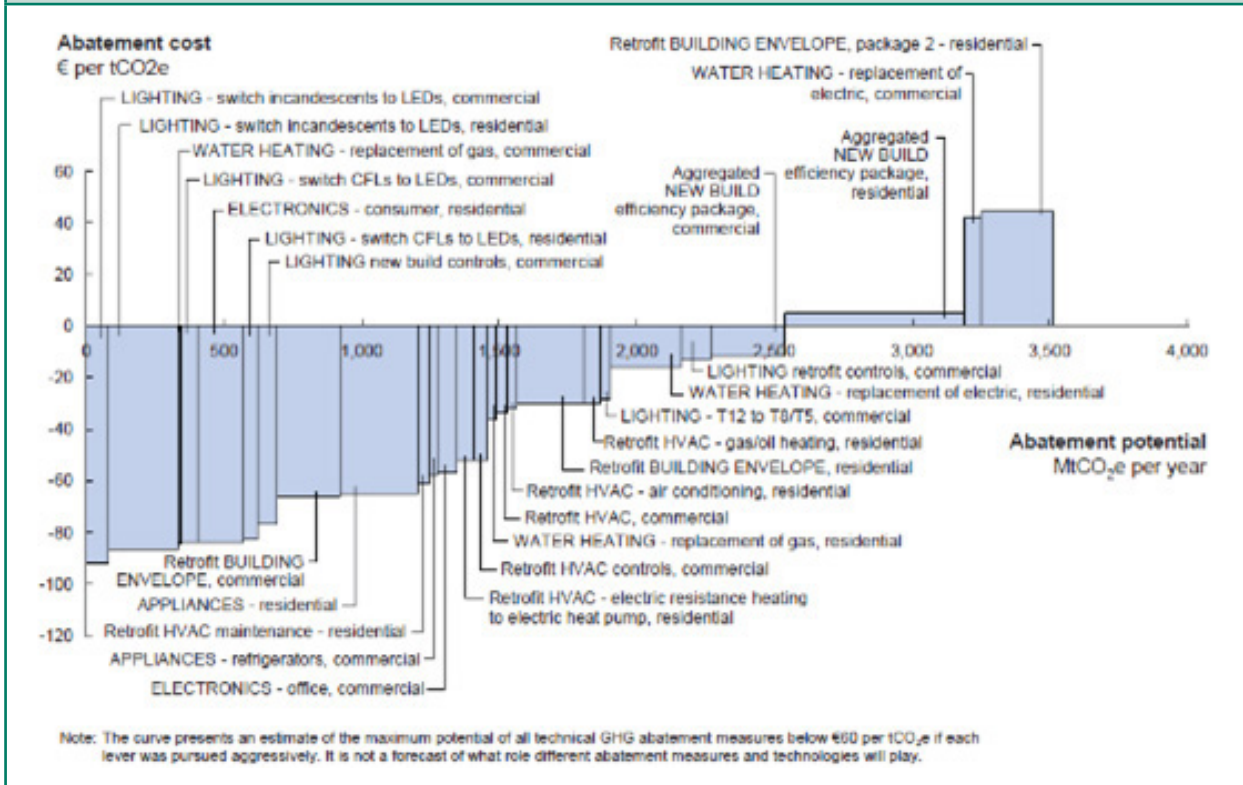 Abatement cost
€ per tCO2e
Retrofit BUILDING ENVELOPE, package 2 - residential
WATER HEATING - replacement of
electric, commercial
LIGHTING - switch incandescents to LEDs, commercial
LIGHTING - switch incandescents to LEDs, residential
WATER HEATING - replacement of gas, commercial
LIGHTING - switch CFLs to LEDs, commercial
ELECTRONICS - consumer, residential
LIGHTING - switch CFLs to LEDs, residential
LIGHTING new build controls, commercial
Aggregated
NEW BUILD
efficiency package,
commercial
Aggregated
NEW BUILD
efficiency package,
residential
60
40
20
0
-20
-40
-60
-80
-100
-120
0
500
1,000
1,500
2,000
2,500
3,000
3,500
4,000
LIGHTING retrofit controls, commercial
WATER HEATING - replacement of electric, residential
LIGHTING - T12 to T8/T5, commercial
Retrofit HVAC - gas/oil heating, residential
Retrofit BUILDING ENVELOPE, residential
Retrofit HVAC - air conditioning, residential
Retrofit HVAC, commercial
WATER HEATING - replacement of gas, residential
Retrofit HVAC controls, commercial
Retrofit HVAC - electric resistance heating
to electric heat pump, residential
Abatement potential
MtCO2e per year
Retrofit BUILDING
ENVELOPE, commercial
APPLIANCES - residential
Retrofit HVAC maintenance - residential
APPLIANCES - refrigerators, commercial
ELECTRONICS - office, commercial
Note: The curve presents an estimate of the maximum potential of all technical GHG abatement measures below €60 per tCO2e if each
lever was pursued aggressively. It is not a forecast of what role different abatement measures and technologies will play.